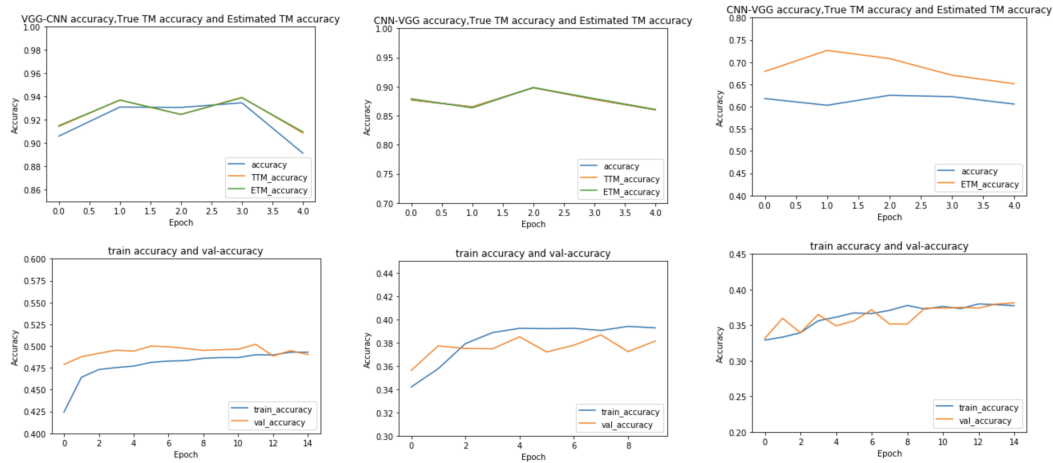 VGG-CNN accuracy,True TM accuracy and Estimated TM accuracy
1.00
0.98
0.96
0.94
0.92
0.90
0.88
0.86
Accuracy
accuracy
TTM_accuracy
ETM_accuracy
0.0 0.5 1.0 1.5 2.0 2.5 3.0 3.5 4.0
Epoch
CNN-VGG accuracy,True TM accuracy and Estimated TM accuracy
1.00
0.95
0.90
0.85
0.80
0.75
0.70
Accuracy
accuracy
TTM_accuracy
ETM_accuracy
0.0 0.5 1.0 1.5 2.0 2.5 3.0 3.5 4.0
Epoch
CNN-VGG accuracy,True TM accuracy and Estimated TM accuracy
0.80
0.75
0.70
0.65
0.60
0.55
0.50
0.45
0.40
Accuracy
accuracy
ETM_accuracy
0.0 0.5 1.0 1.5 2.0 2.5 3.0 3.5 4.0
Epoch
train accuracy and val-accuracy
0.600
0.575
0.550
0.525
0.500
0.475
0.450
0.425
0.400
Accuracy
train_accuracy
val_accuracy
0 2 4 6 8 10 12 14
Epoch
train accuracy and val-accuracy
0.44
0.42
0.40
0.38
0.36
0.34
0.32
0.30
Accuracy
train_accuracy
val_accuracy
0 2 4 6 8
Epoch
train accuracy and val-accuracy
0.45
0.40
0.35
0.30
0.25
0.20
Accuracy
train_accuracy
val_accuracy
0 2 4 6 8 10 12 14
Epoch